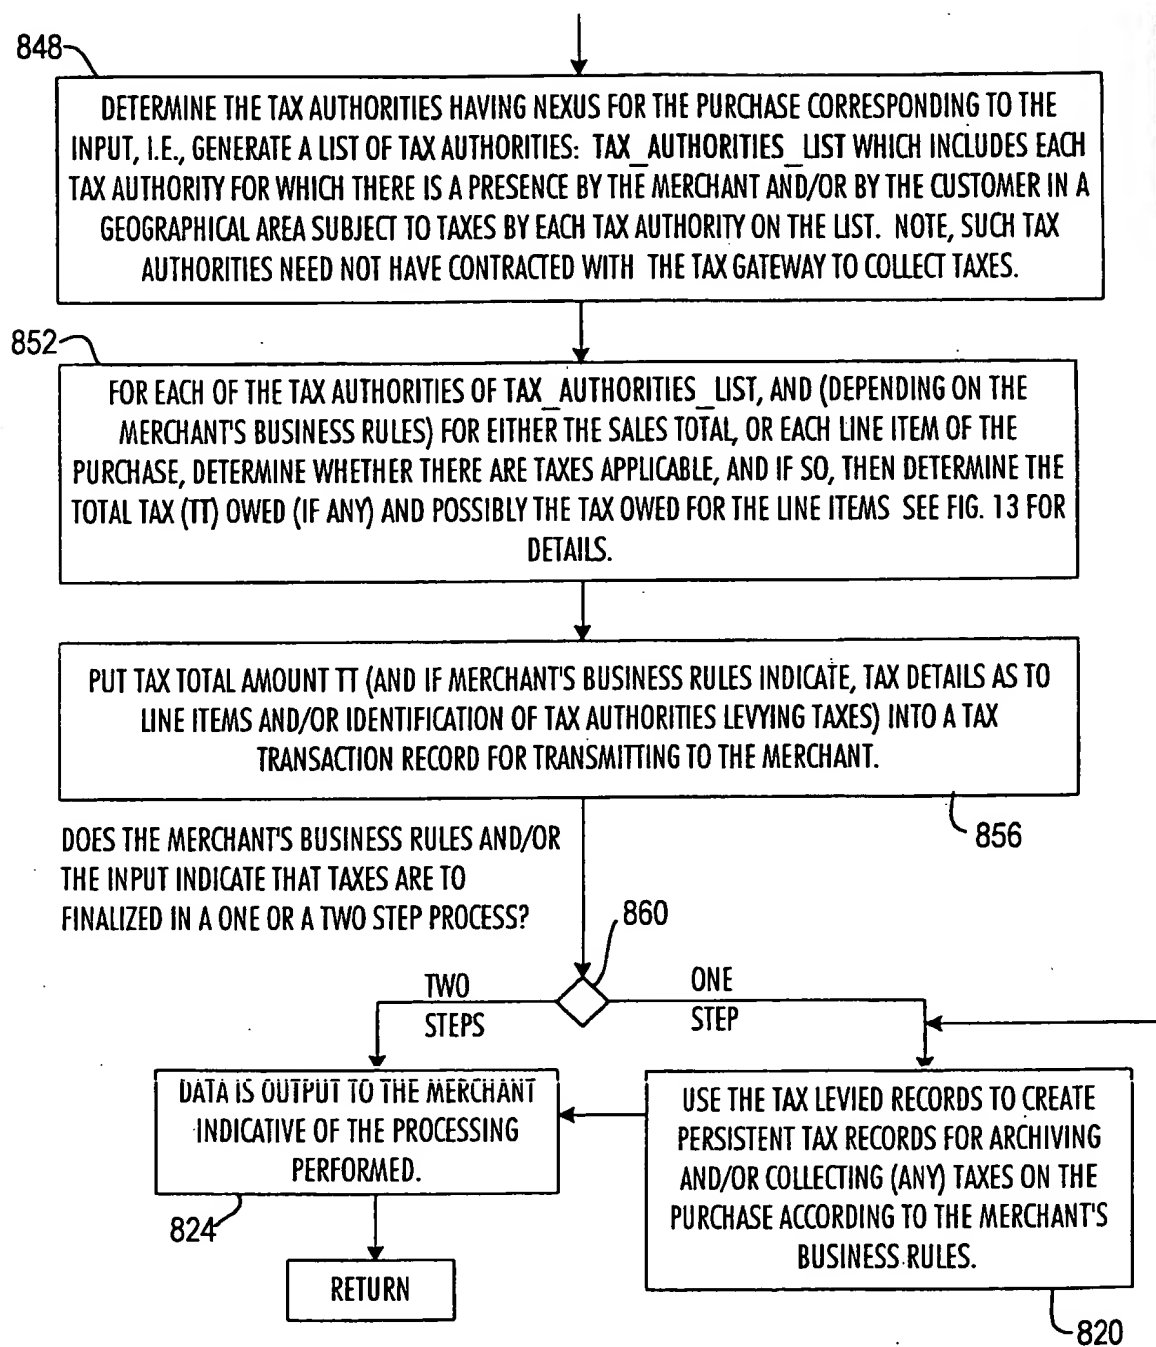 848
DETERMINE THE TAX AUTHORITIES HAVING NEXUS FOR THE PURCHASE CORRESPONDING TO THE
INPUT, I.E., GENERATE A LIST OF TAX AUTHORITIES: TAX_AUTHORITIES_LIST WHICH INCLUDES EACH
TAX AUTHORITY FOR WHICH THERE IS A PRESENCE BY THE MERCHANT AND/OR BY THE CUSTOMER IN A
GEOGRAPHICAL AREA SUBJECT TO TAXES BY EACH TAX AUTHORITY ON THE LIST. NOTE, SUCH TAX
AUTHORITIES NEED NOT HAVE CONTRACTED WITH THE TAX GATEWAY TO COLLECT TAXES.
852
FOR EACH OF THE TAX AUTHORITIES OF TAX_AUTHORITIES_LIST, AND (DEPENDING ON THE
MERCHANT'S BUSINESS RULES) FOR EITHER THE SALES TOTAL, OR EACH LINE ITEM OF THE
PURCHASE, DETERMINE WHETHER THERE ARE TAXES APPLICABLE, AND IF SO, THEN DETERMINE THE
TOTAL TAX (TT) OWED (IF ANY) AND POSSIBLY THE TAX OWED FOR THE LINE ITEMS SEE FIG. 13 FOR
DETAILS.
PUT TAX TOTAL AMOUNT TT (AND IF MERCHANT'S BUSINESS RULES INDICATE, TAX DETAILS AS TO
LINE ITEMS AND/OR IDENTIFICATION OF TAX AUTHORITIES LEVYING TAXES) INTO A TAX
TRANSACTION RECORD FOR TRANSMITTING TO THE MERCHANT.
856
DOES THE MERCHANT'S BUSINESS RULES AND/OR
THE INPUT INDICATE THAT TAXES ARE TO
FINALIZED IN A ONE OR A TWO STEP PROCESS?
860
TWO
STEPS
ONE
STEP
DATA IS OUTPUT TO THE MERCHANT
INDICATIVE OF THE PROCESSING
PERFORMED.
824
RETURN
USE THE TAX LEVIED RECORDS TO CREATE
PERSISTENT TAX RECORDS FOR ARCHIVING
AND/OR COLLECTING (ANY) TAXES ON THE
PURCHASE ACCORDING TO THE MERCHANT'S
BUSINESS RULES.
820